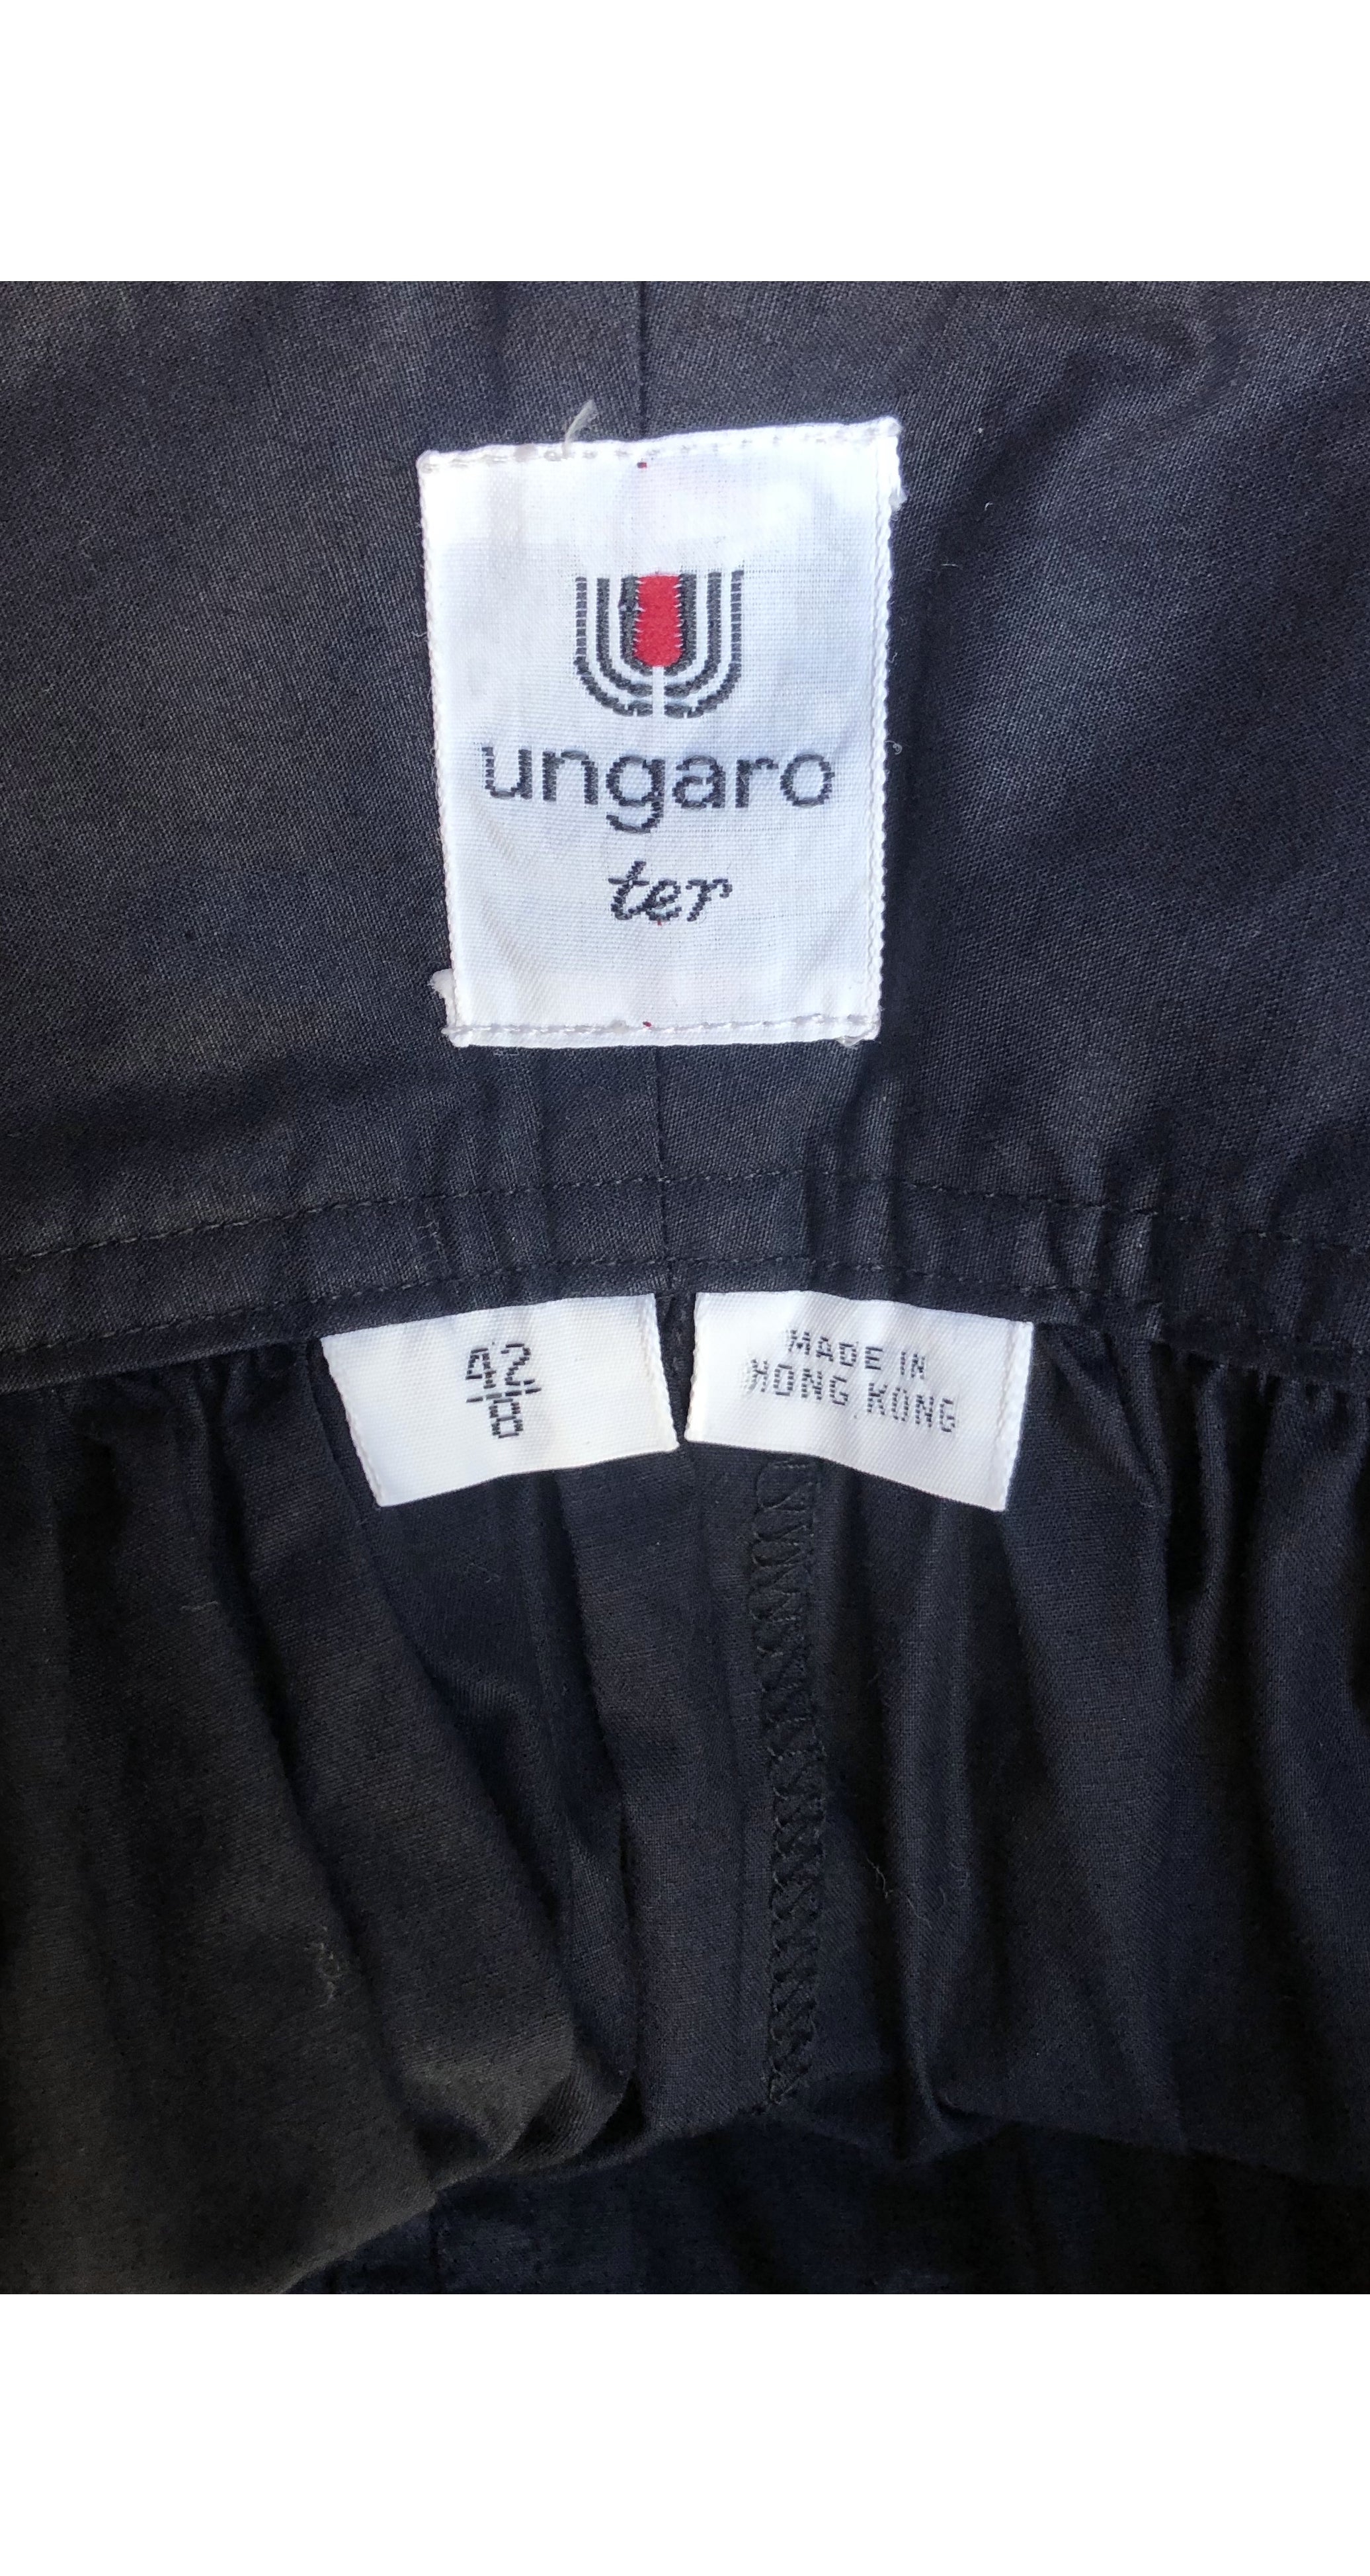 ungaro
ter
42
8
MADE IN
HONG KONG